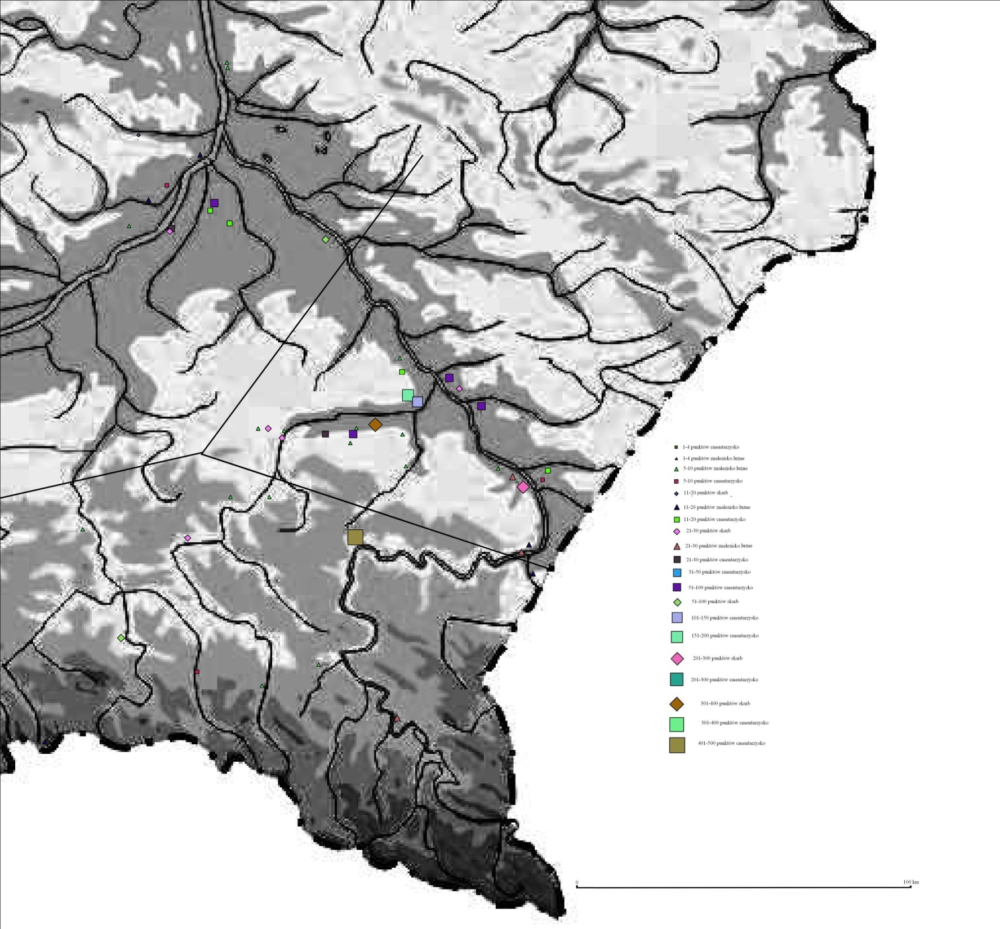 1-4 punktów cmentarzysko
1-4 punktów znalezisko luźne
5-10 punktów znalezisko luźne
5-10 punktów cmentarzysko
11-20 punktów skarb
11-20 punktów znalezisko luźne
11-20 punktów cmentarzysko
21-30 punktów skarb
21-30 punktów znalezisko luźne
21-30 punktów cmentarzysko
31-50 punktów cmentarzysko
51-100 punktów cmentarzysko
51-100 punktów skarb
101-150 punktów cmentarzysko
151-200 punktów cmentarzysko
201-300 punktów skarb
201-300 punktów cmentarzysko
301-400 punktów skarb
301-400 punktów cmentarzysko
401-500 punktów cmentarzysko
0 100 km